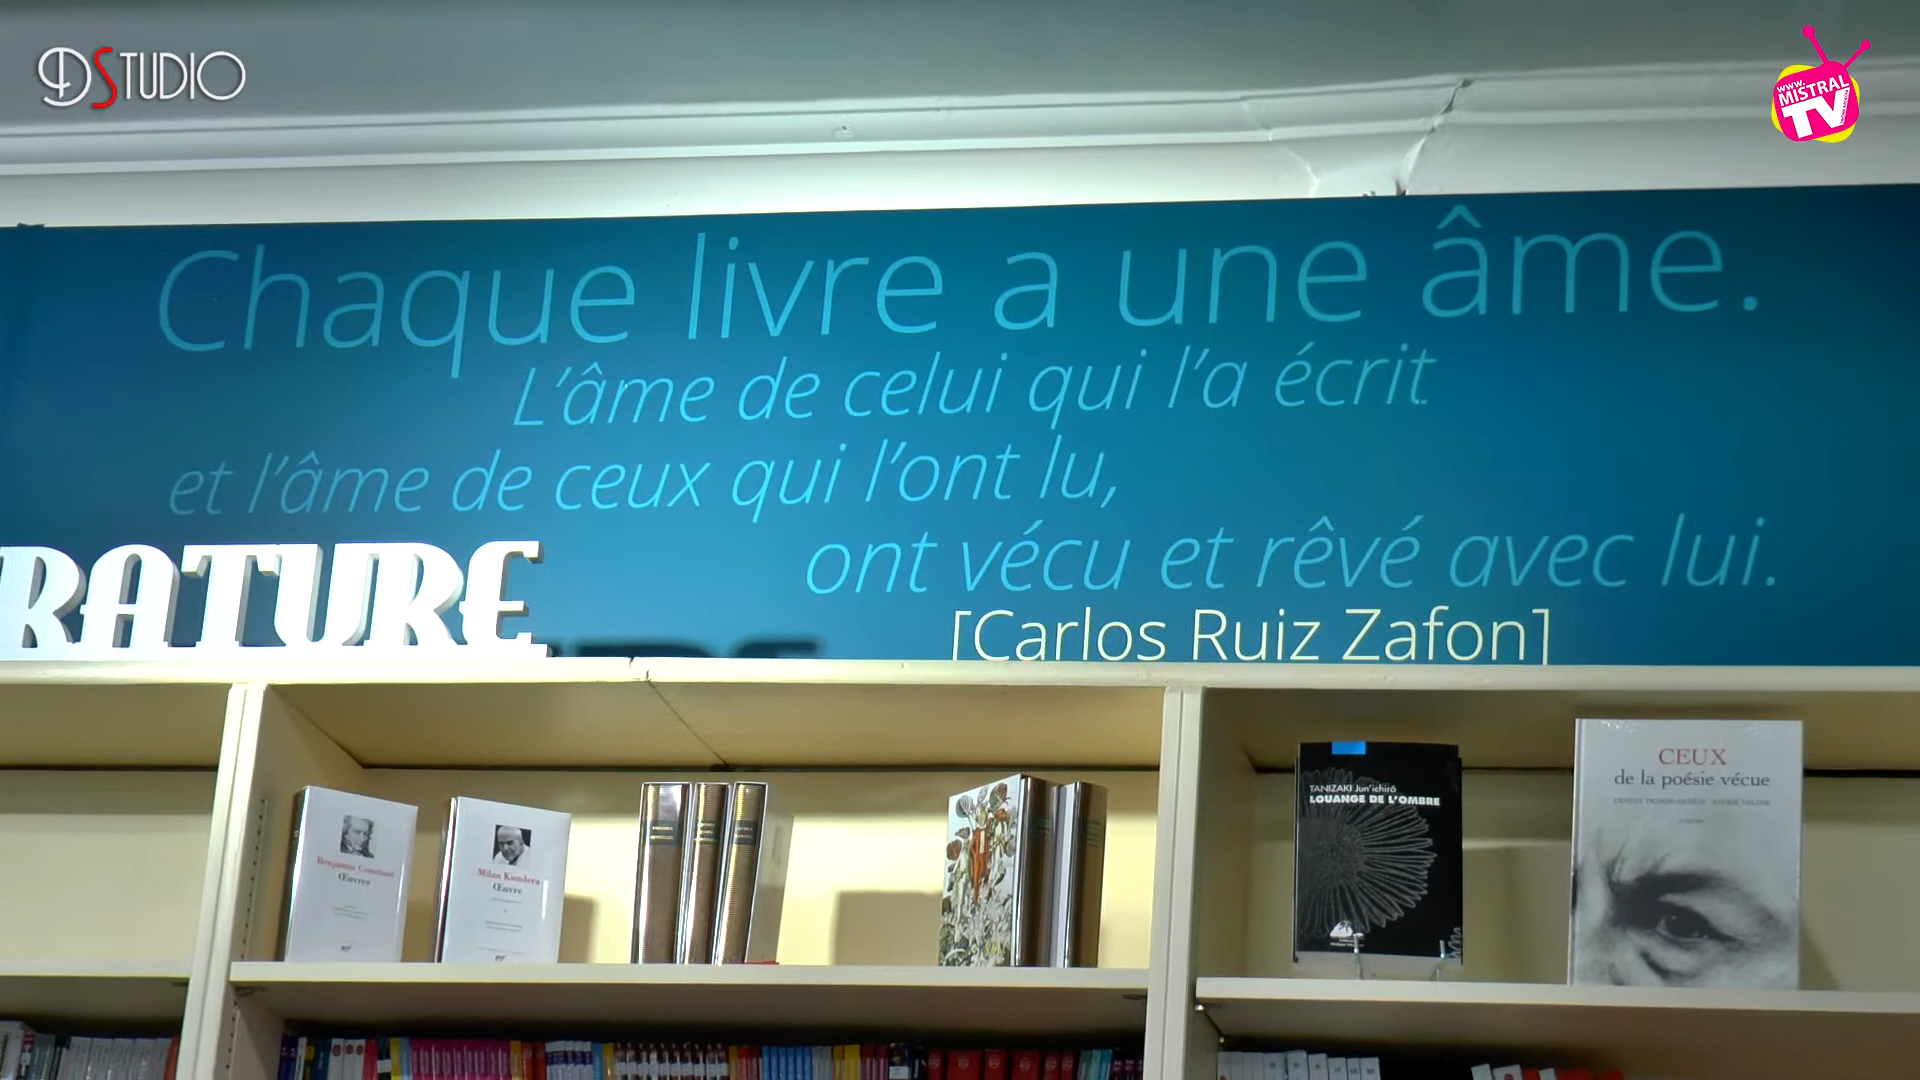 DSTUDIO
www.
MISTRAL
TV
Chaque livre a une âme.
L'âme de celui qui l'a écrit
et l'âme de ceux qui l'ont lu,
ont vécu et rêvé avec lui.
[Carlos Ruiz Zafon]
RATURE
Benjamin Constant
Œuvres
Milan Kundera
Œuvre
TANIZAKI Jun'ichirô
LOUANGE DE L'OMBRE
CEUX
de la poésie vécue